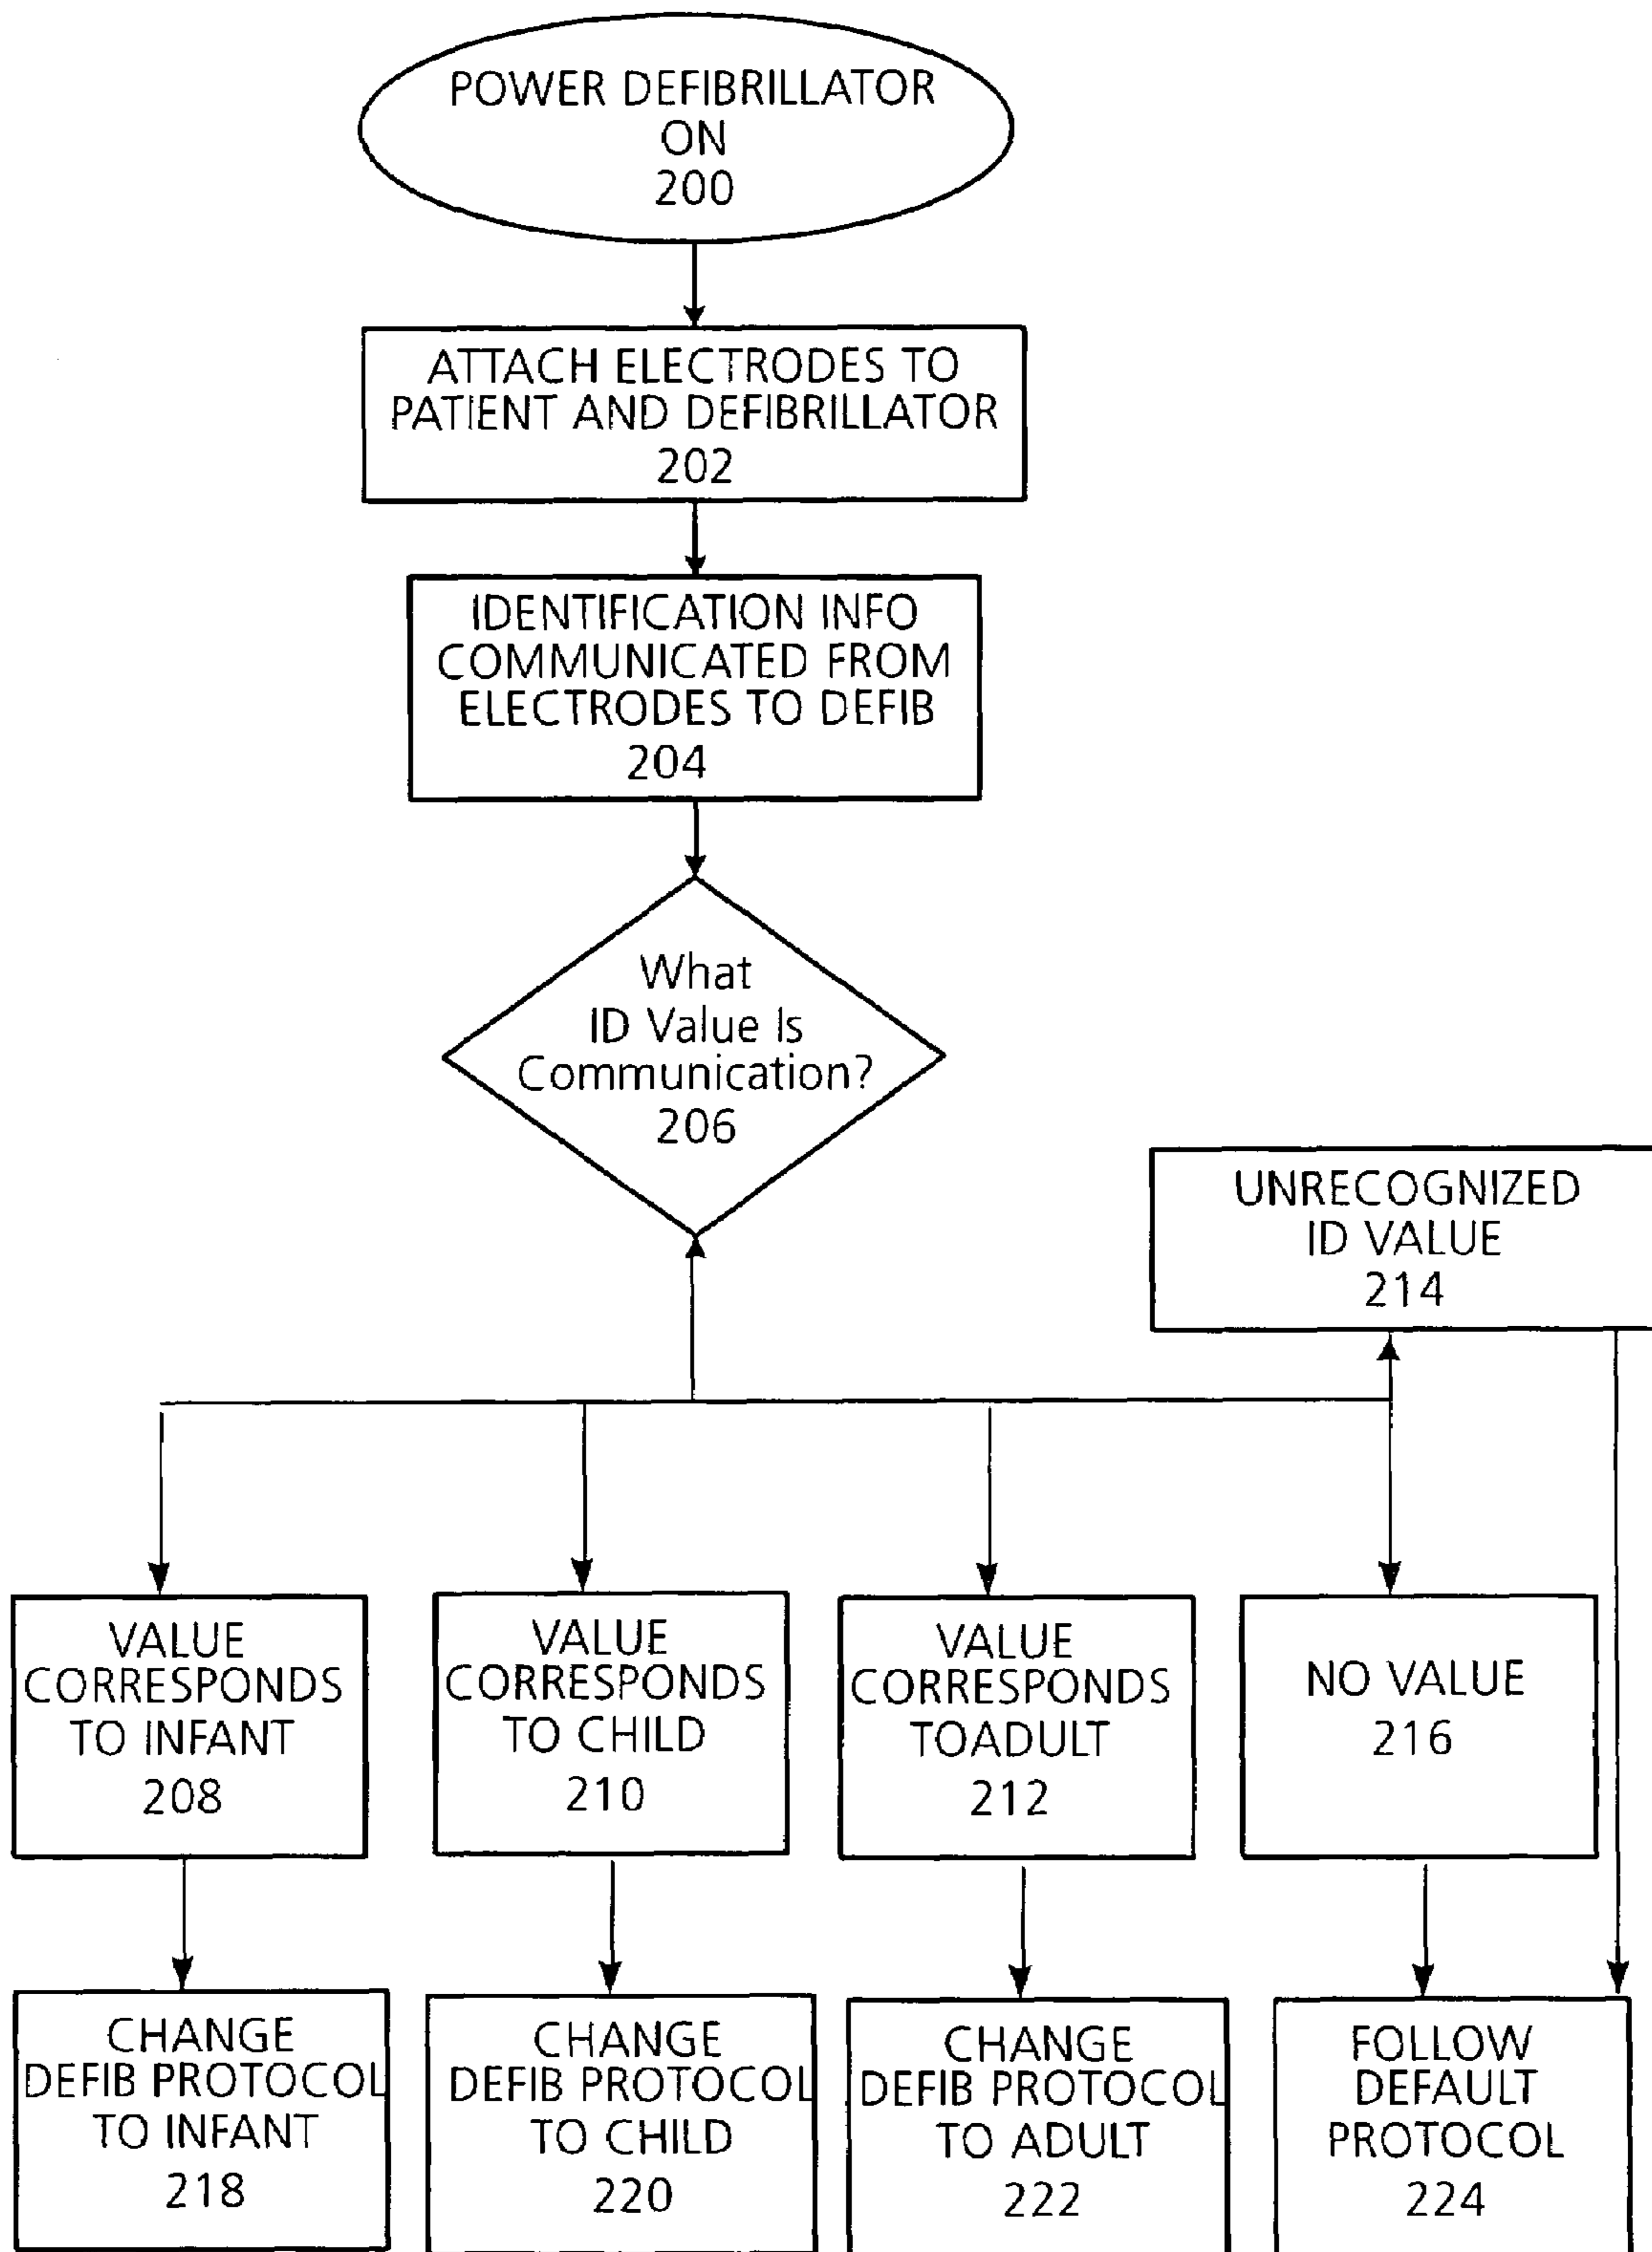 POWER DEFIBRILLATOR
ON
200
ATTACH ELECTRODES TO
PATIENT AND DEFIBRILLATOR
202
IDENTIFICATION INFO
COMMUNICATED FROM
ELECTRODES TO DEFIB
204
What
ID Value Is
Communication?
206
UNRECOGNIZED
ID VALUE
214
VALUE
CORRESPONDS
TO INFANT
208
VALUE
CORRESPONDS
TO CHILD
210
VALUE
CORRESPONDS
TOADULT
212
NO VALUE
216
CHANGE
DEFIB PROTOCOL
TO INFANT
218
CHANGE
DEFIB PROTOCOL
TO CHILD
220
CHANGE
DEFIB PROTOCOL
TO ADULT
222
FOLLOW
DEFAULT
PROTOCOL
224